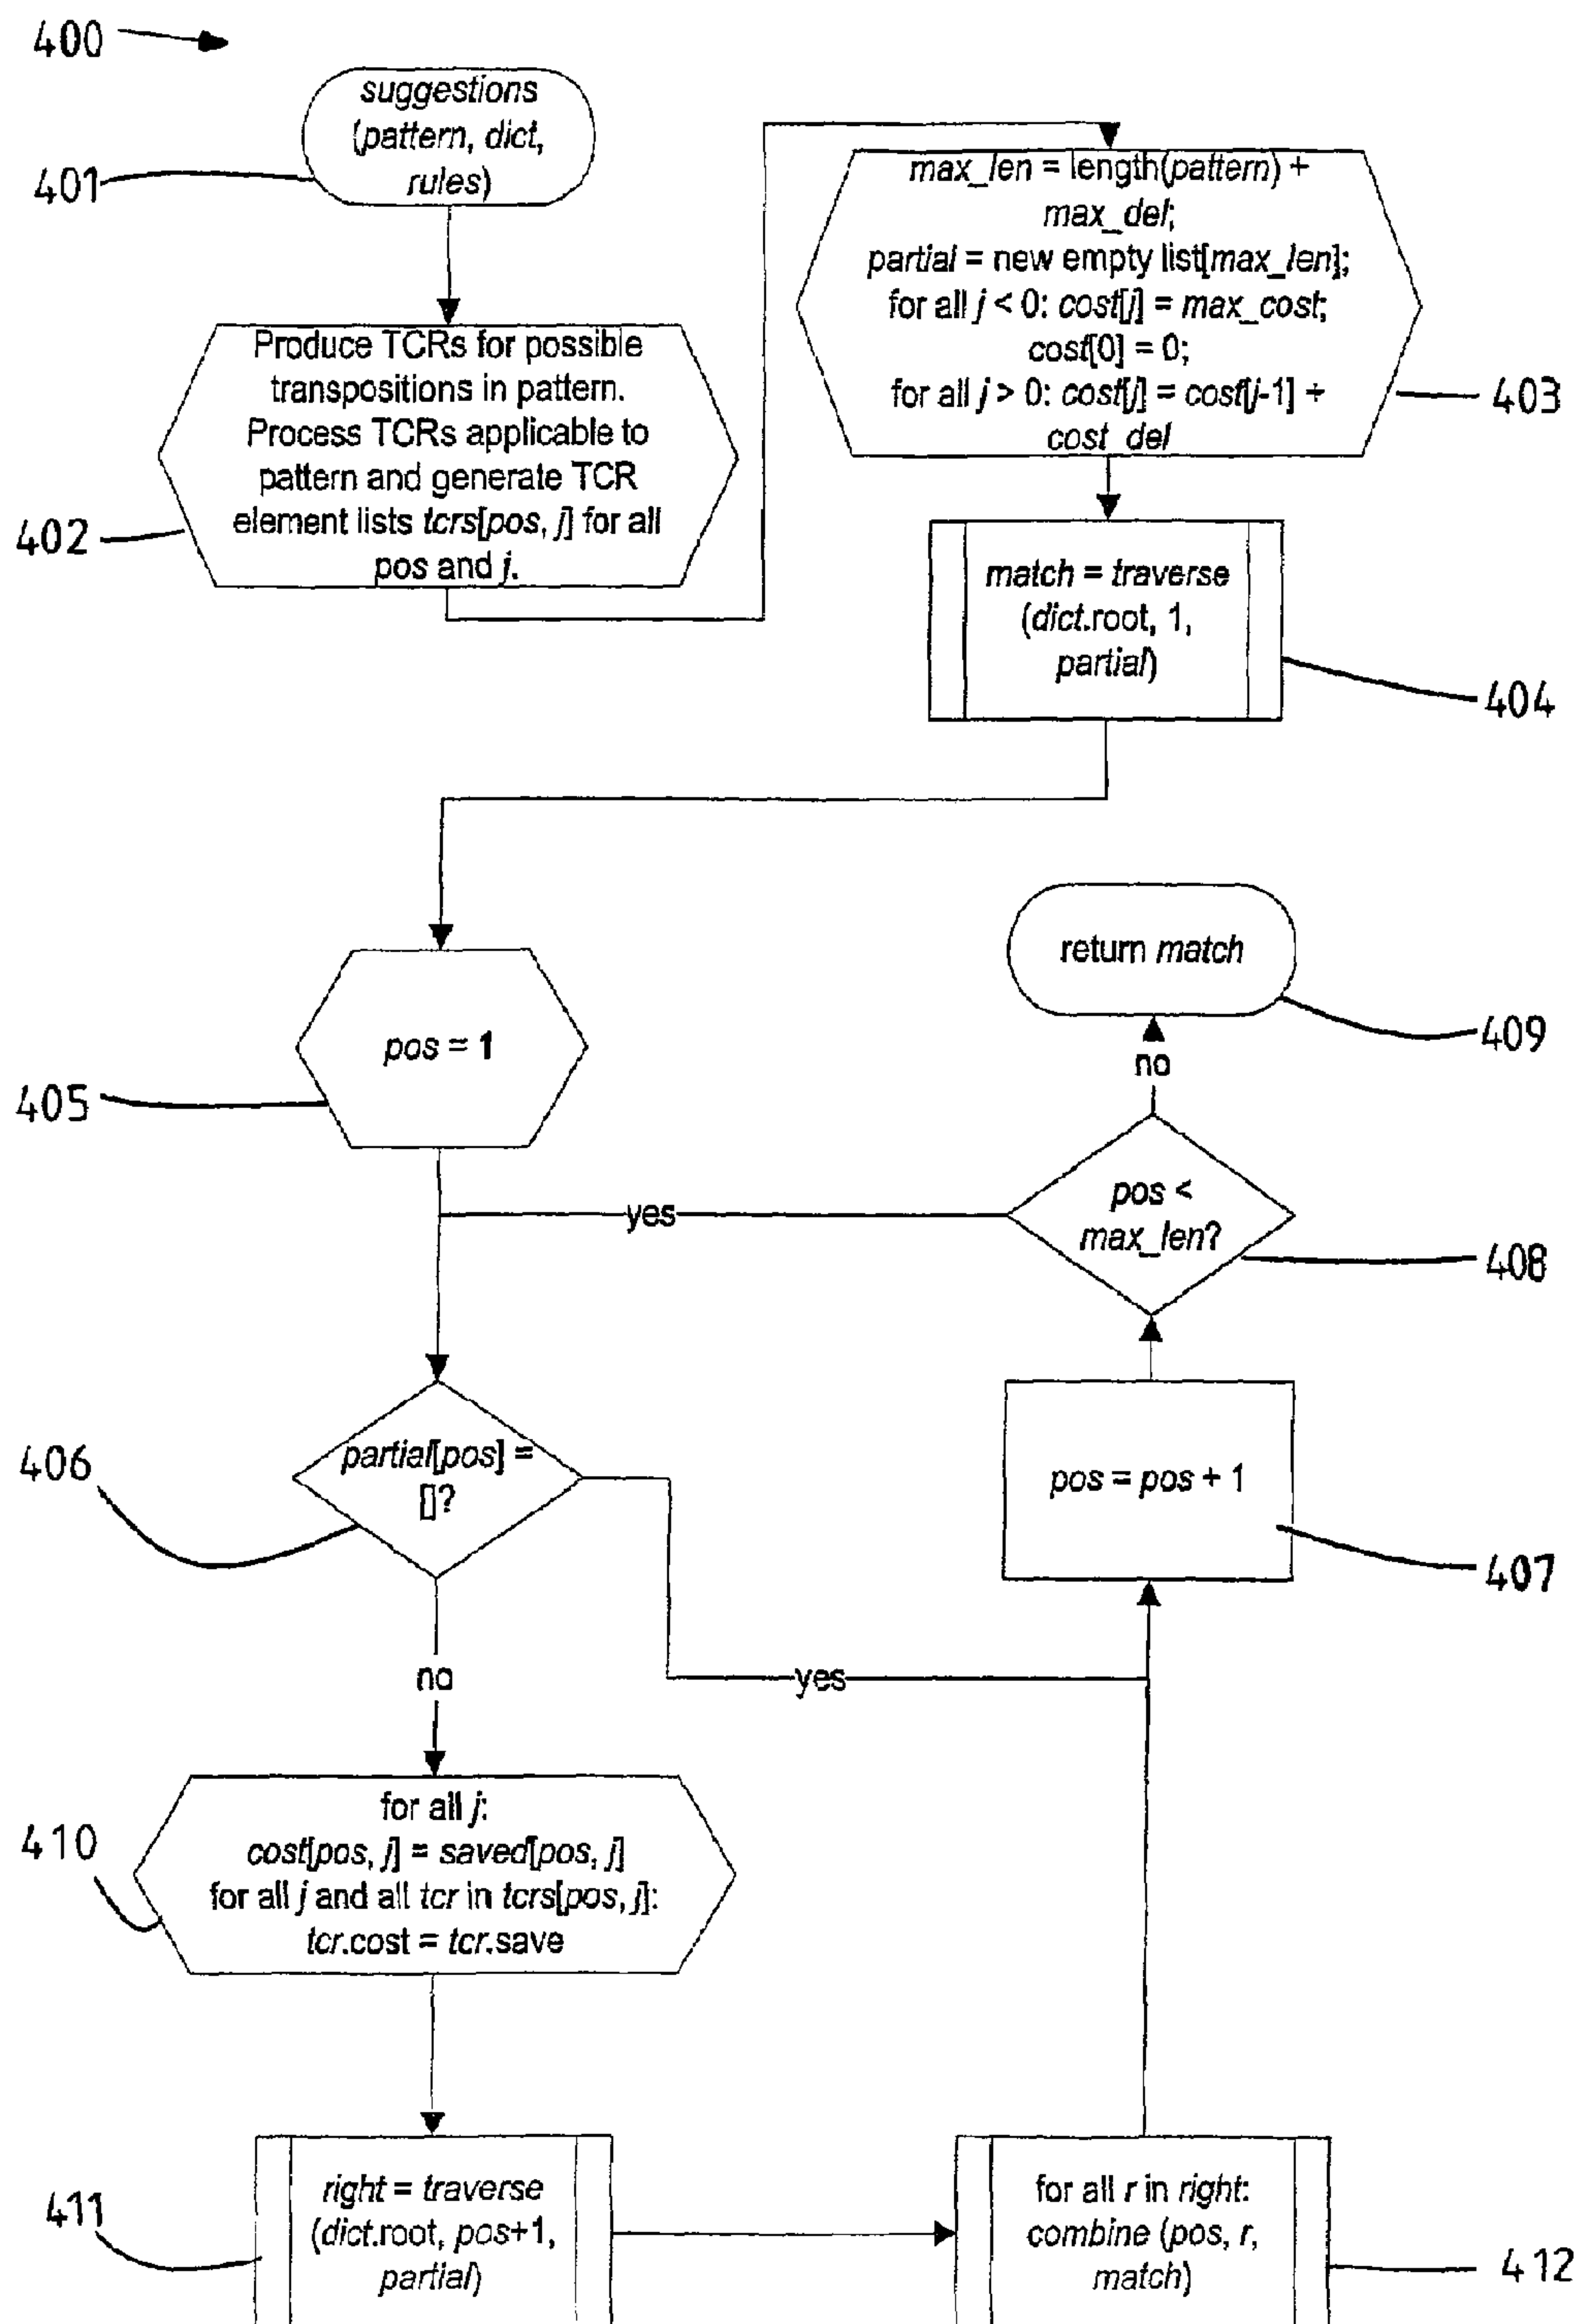 400
suggestions
(pattern, dict,
rules)
401
max_len = length(pattern) +
max_del;
partial = new empty list[max_len];
for all j < 0: cost[j] = max_cost;
cost[0] = 0;
for all j > 0: cost[j] = cost[j-1] +
cost_del
403
Produce TCRs for possible
transpositions in pattern.
Process TCRs applicable to
pattern and generate TCR
element lists tcrs[pos, j] for all
pos and j.
402
match = traverse
(dict.root, 1,
partial)
404
pos = 1
405
return match
409
no
pos <
max_len?
408
yes
partial[pos] =
[]?
406
pos = pos + 1
407
no
yes
for all j:
cost[pos, j] = saved[pos, j]
for all j and all tcr in tcrs[pos, j]:
tcr.cost = tcr.save
410
right = traverse
(dict.root, pos+1,
partial)
411
for all r in right:
combine (pos, r,
match)
412